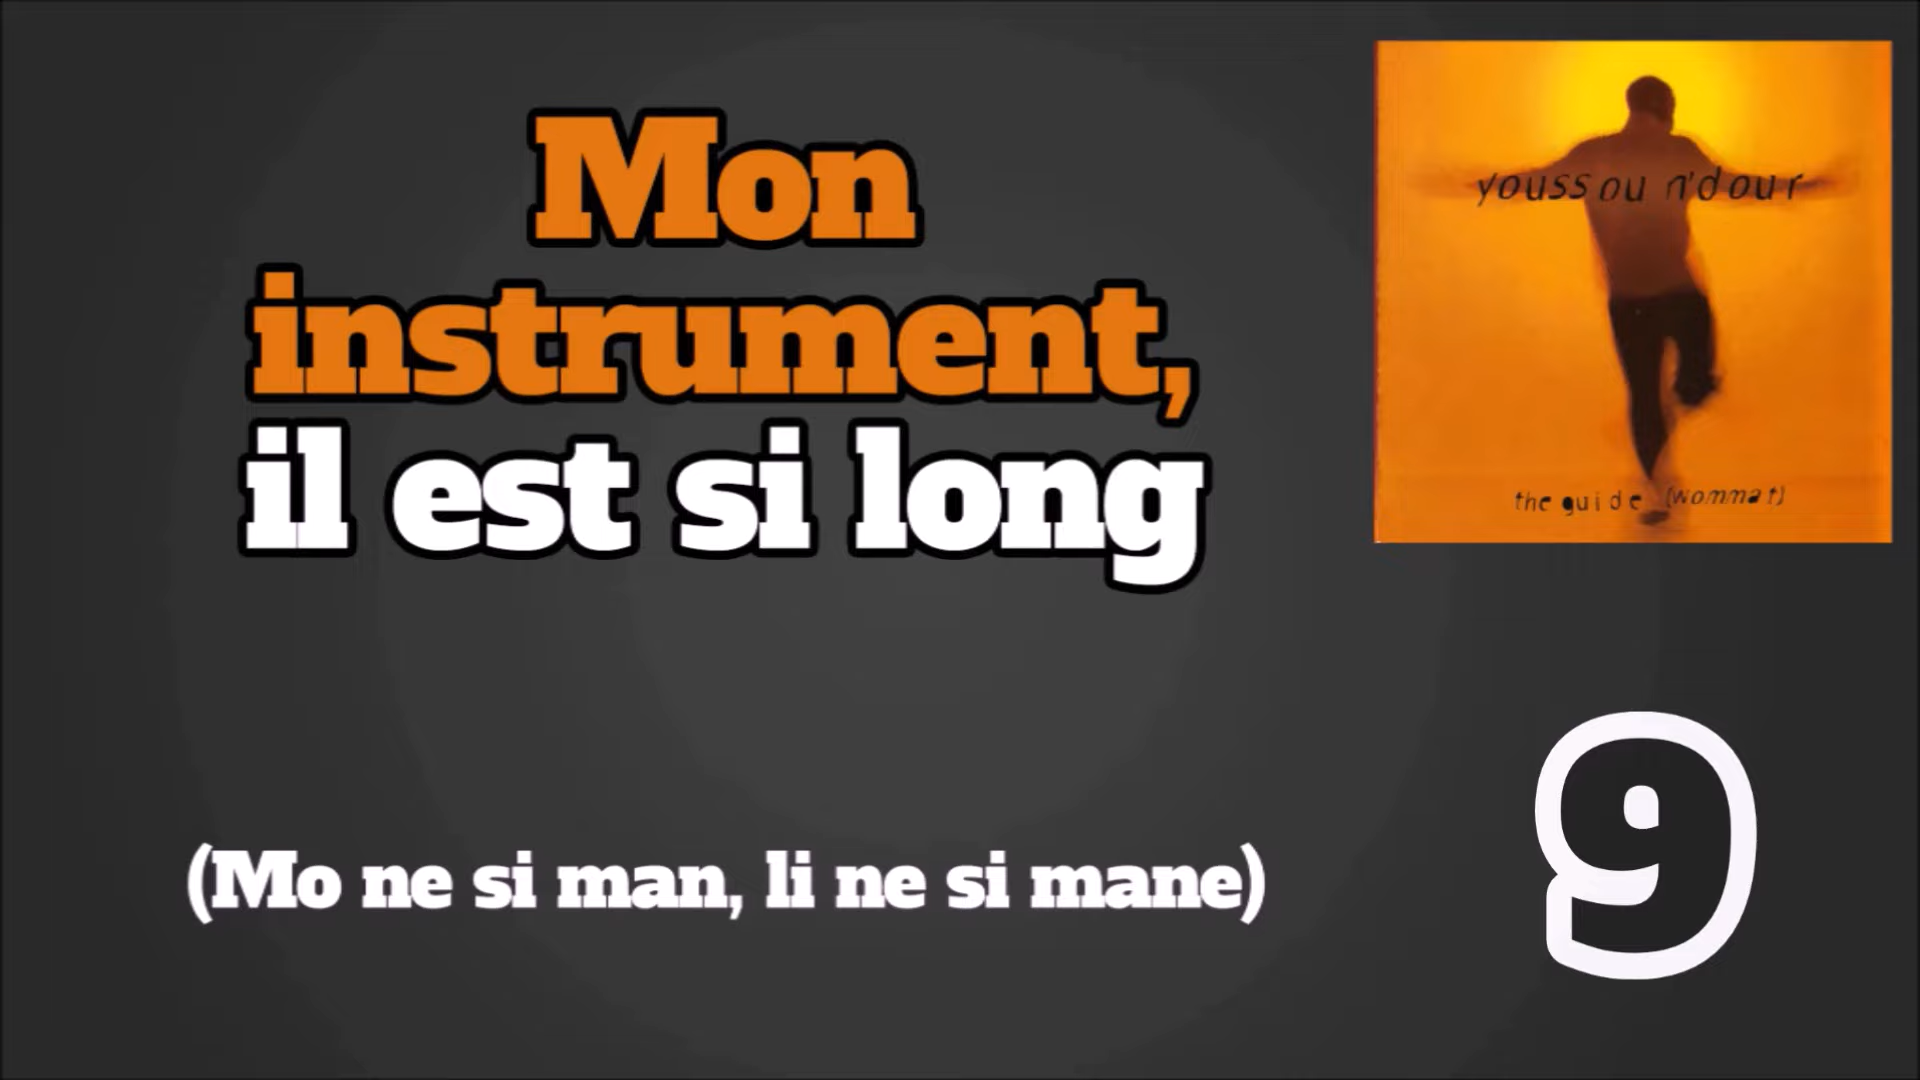 Mon
instrument,
il est si long
youssou n'dour
the guide (wommat)
(Mo ne si man, li ne si mane)
9